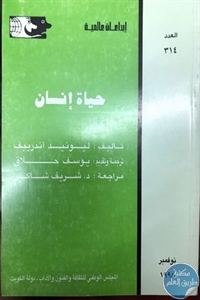 إبداعات عالمية
العدد
٣١٤
حياة إنسان
تأليف: ليونيد أندرييف
ترجمة وتقديم: يوسف حلاق
مراجعة: د. شريف شاكر
المجلس الوطني للثقافة والفنون والآداب - دولة الكويت
نوفمبر
مكتبة
طريق العلم